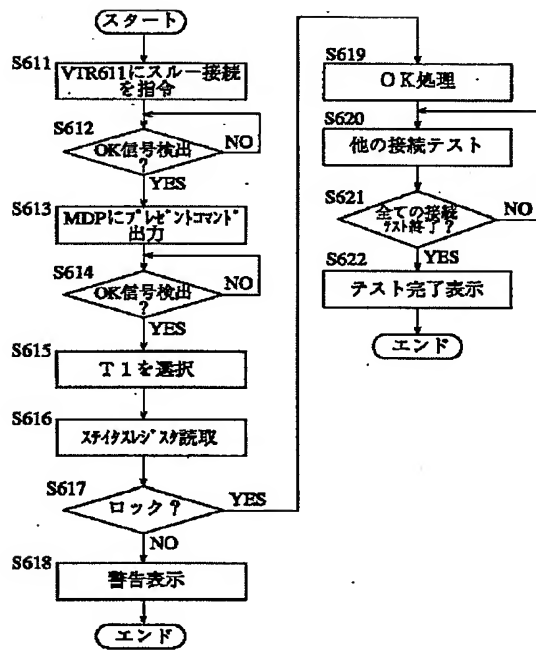 スタート
S611
VTR611にスルー接続
を指令
S612
OK信号検出
?
NO
YES
S613
MDPにプレゼントコマンド
出力
S614
OK信号検出
?
NO
YES
S615
T1を選択
S616
ステイタスレジスタ読取
S617
ロック?
YES
NO
S618
警告表示
エンド
S619
OK処理
S620
他の接続テスト
S621
全ての接続
テスト終了?
NO
YES
S622
テスト完了表示
エンド